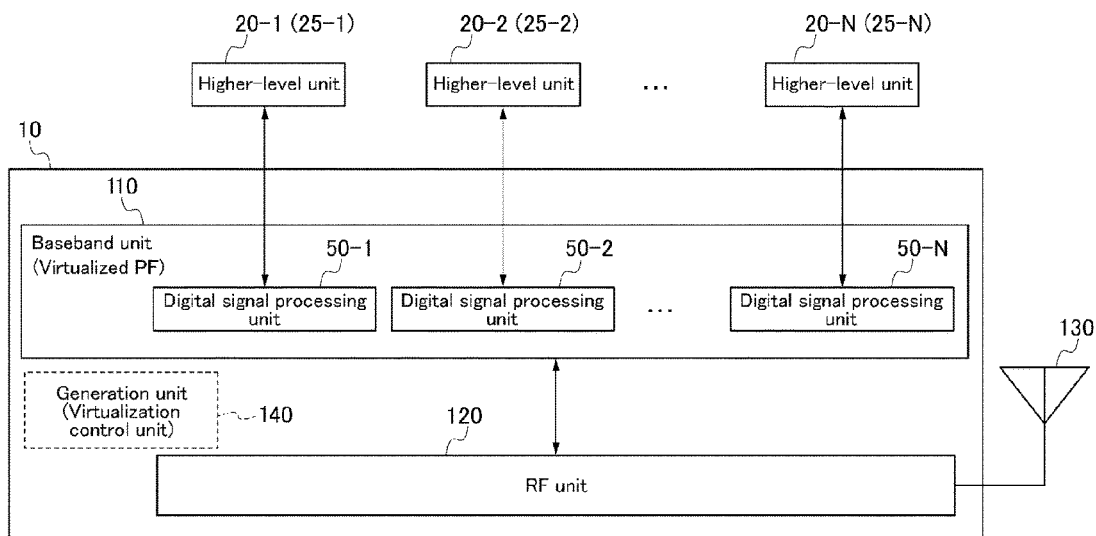 20-1 (25-1)
20-2 (25-2)
20-N (25-N)
Higher-level unit
Higher-level unit
...
Higher-level unit
10
110
Baseband unit
(Virtualized PF)
50-1
50-2
50-N
Digital signal processing
unit
Digital signal processing
unit
...
Digital signal processing
unit
130
Generation unit
(Virtualization
control unit)
140
120
RF unit